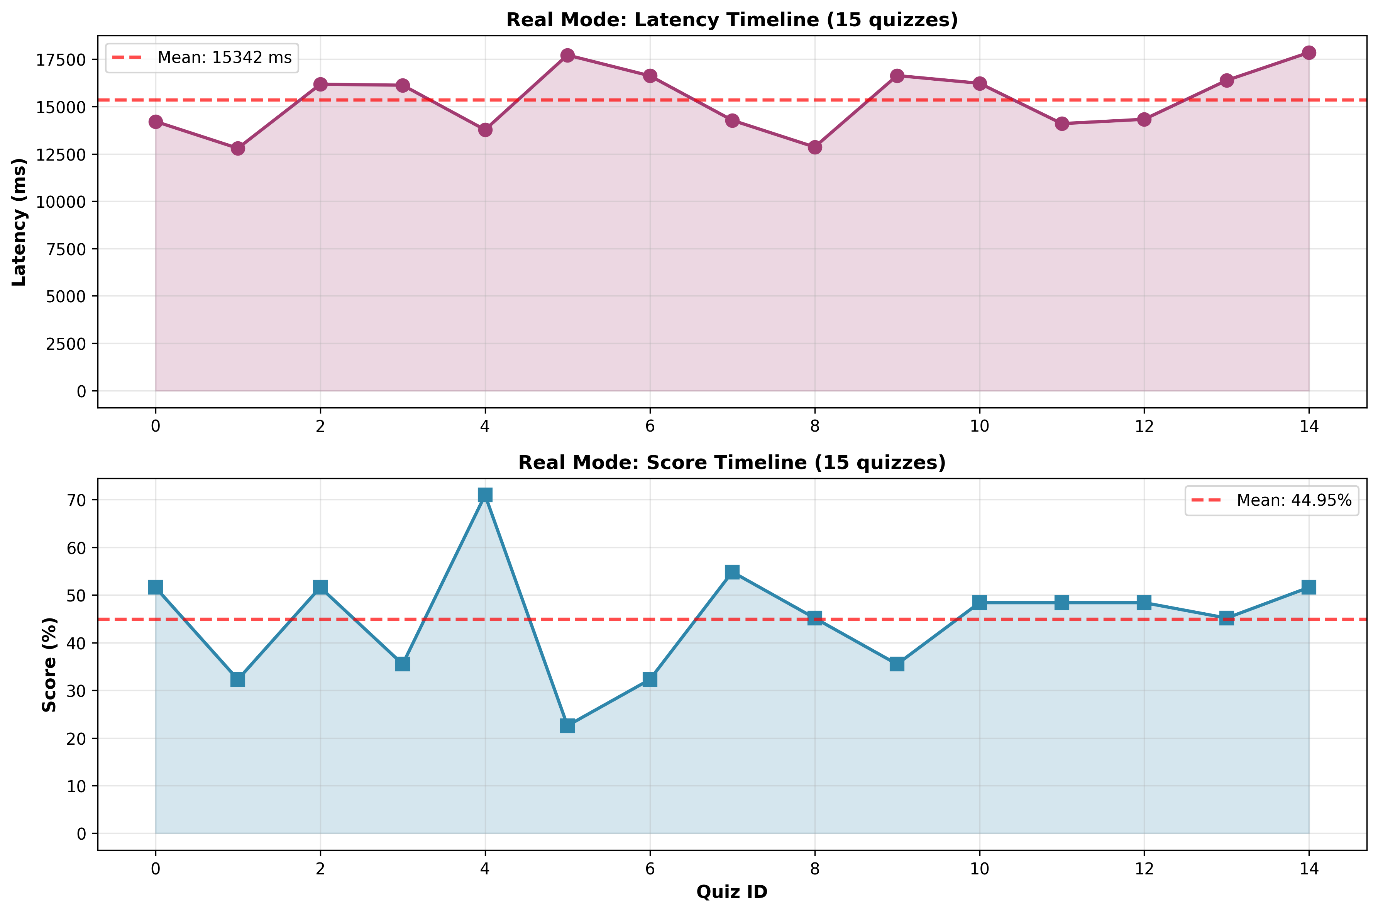 Real Mode: Latency Timeline (15 quizzes)
Mean: 15342 ms
Latency (ms)
17500
15000
12500
10000
7500
5000
2500
0
0 2 4 6 8 10 12 14
Real Mode: Score Timeline (15 quizzes)
Mean: 44.95%
Score (%)
70
60
50
40
30
20
10
0
0 2 4 6 8 10 12 14
Quiz ID